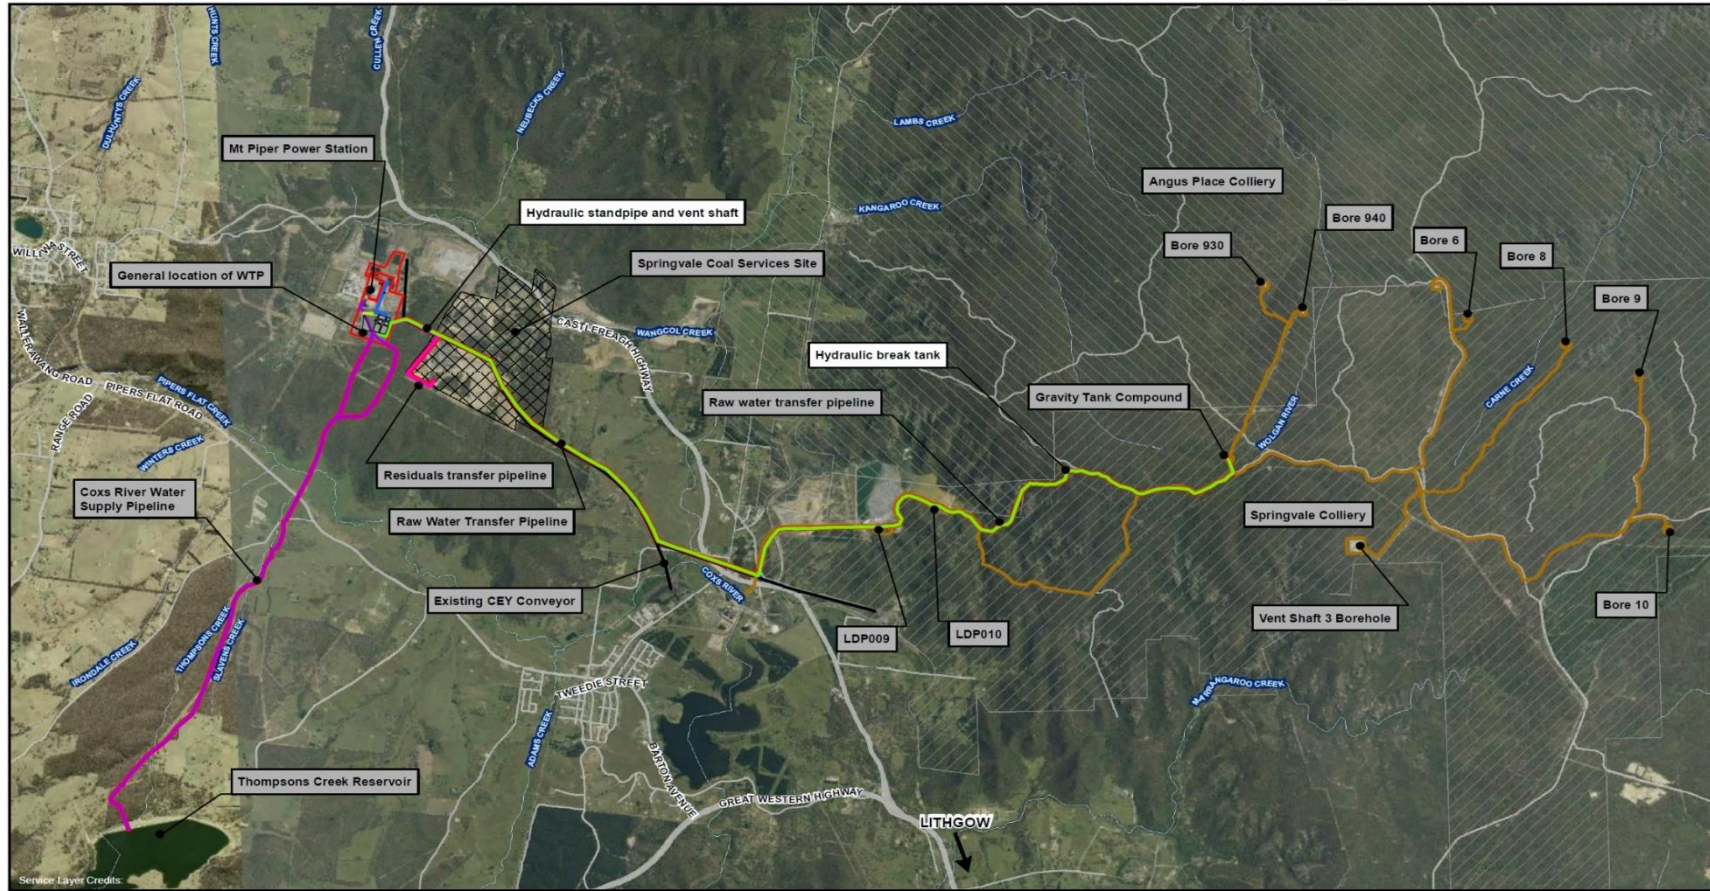 HUNTS CREEK
CULLEN CREEK
DULHUNTYS CREEK
NEUBECKS CREEK
LAMBS CREEK
Mt Piper Power Station
Angus Place Colliery
KANGAROO CREEK
Hydraulic standpipe and vent shaft
Bore 940
Bore 930
Bore 6
Bore 8
STREET
General location of WTP
Springvale Coal Services Site
Bore 9
CASTLEREAGH HIGHWAY
WANGCOL CREEK
WALLERAWANG ROAD
PIPERS FLAT ROAD
PIPERS FLAT CREEK
RANGE ROAD
Hydraulic break tank
Raw water transfer pipeline
Gravity Tank Compound
WOLGAN RIVER
CARNE CREEK
WINTERS CREEK
Residuals transfer pipeline
Coxs River Water
Supply Pipeline
Raw Water Transfer Pipeline
Springvale Colliery
Existing CEY Conveyor
COXS RIVER
LDP009
LDP010
Vent Shaft 3 Borehole
Bore 10
IRONDALE CREEK
THOMPSONS CREEK
SLAVENS CREEK
TWEEDIE STREET
MARRANGAROO CREEK
ADAMS CREEK
BARTON AVENUE
Thompsons Creek Reservoir
GREAT WESTERN HIGHWAY
LITHGOW
Service Layer Credits: